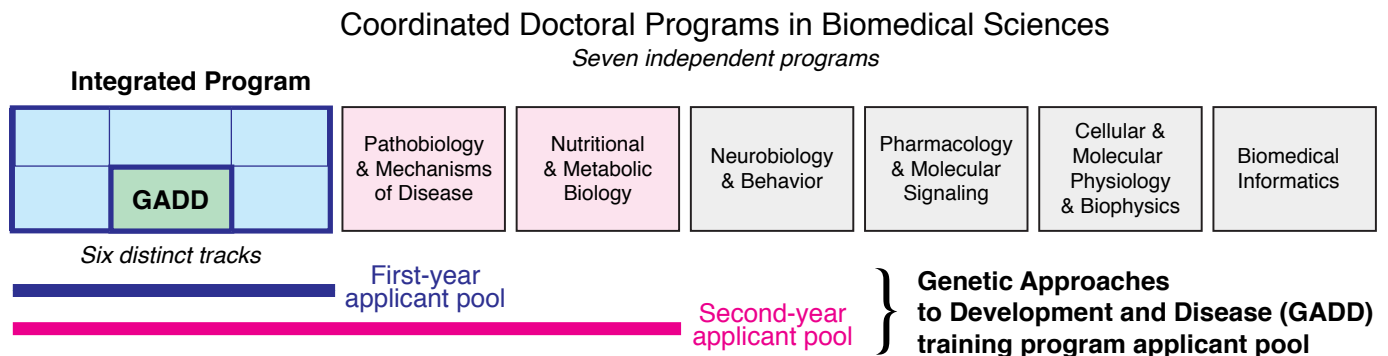 Coordinated Doctoral Programs in Biomedical Sciences
Seven independent programs
Integrated Program
GADD
Six distinct tracks
Pathobiology
& Mechanisms
of Disease
Nutritional
& Metabolic
Biology
Neurobiology
& Behavior
Pharmacology
& Molecular
Signaling
Cellular &
Molecular
Physiology
& Biophysics
Biomedical
Informatics
First-year
applicant pool
Second-year
applicant pool
}
Genetic Approaches
to Development and Disease (GADD)
training program applicant pool